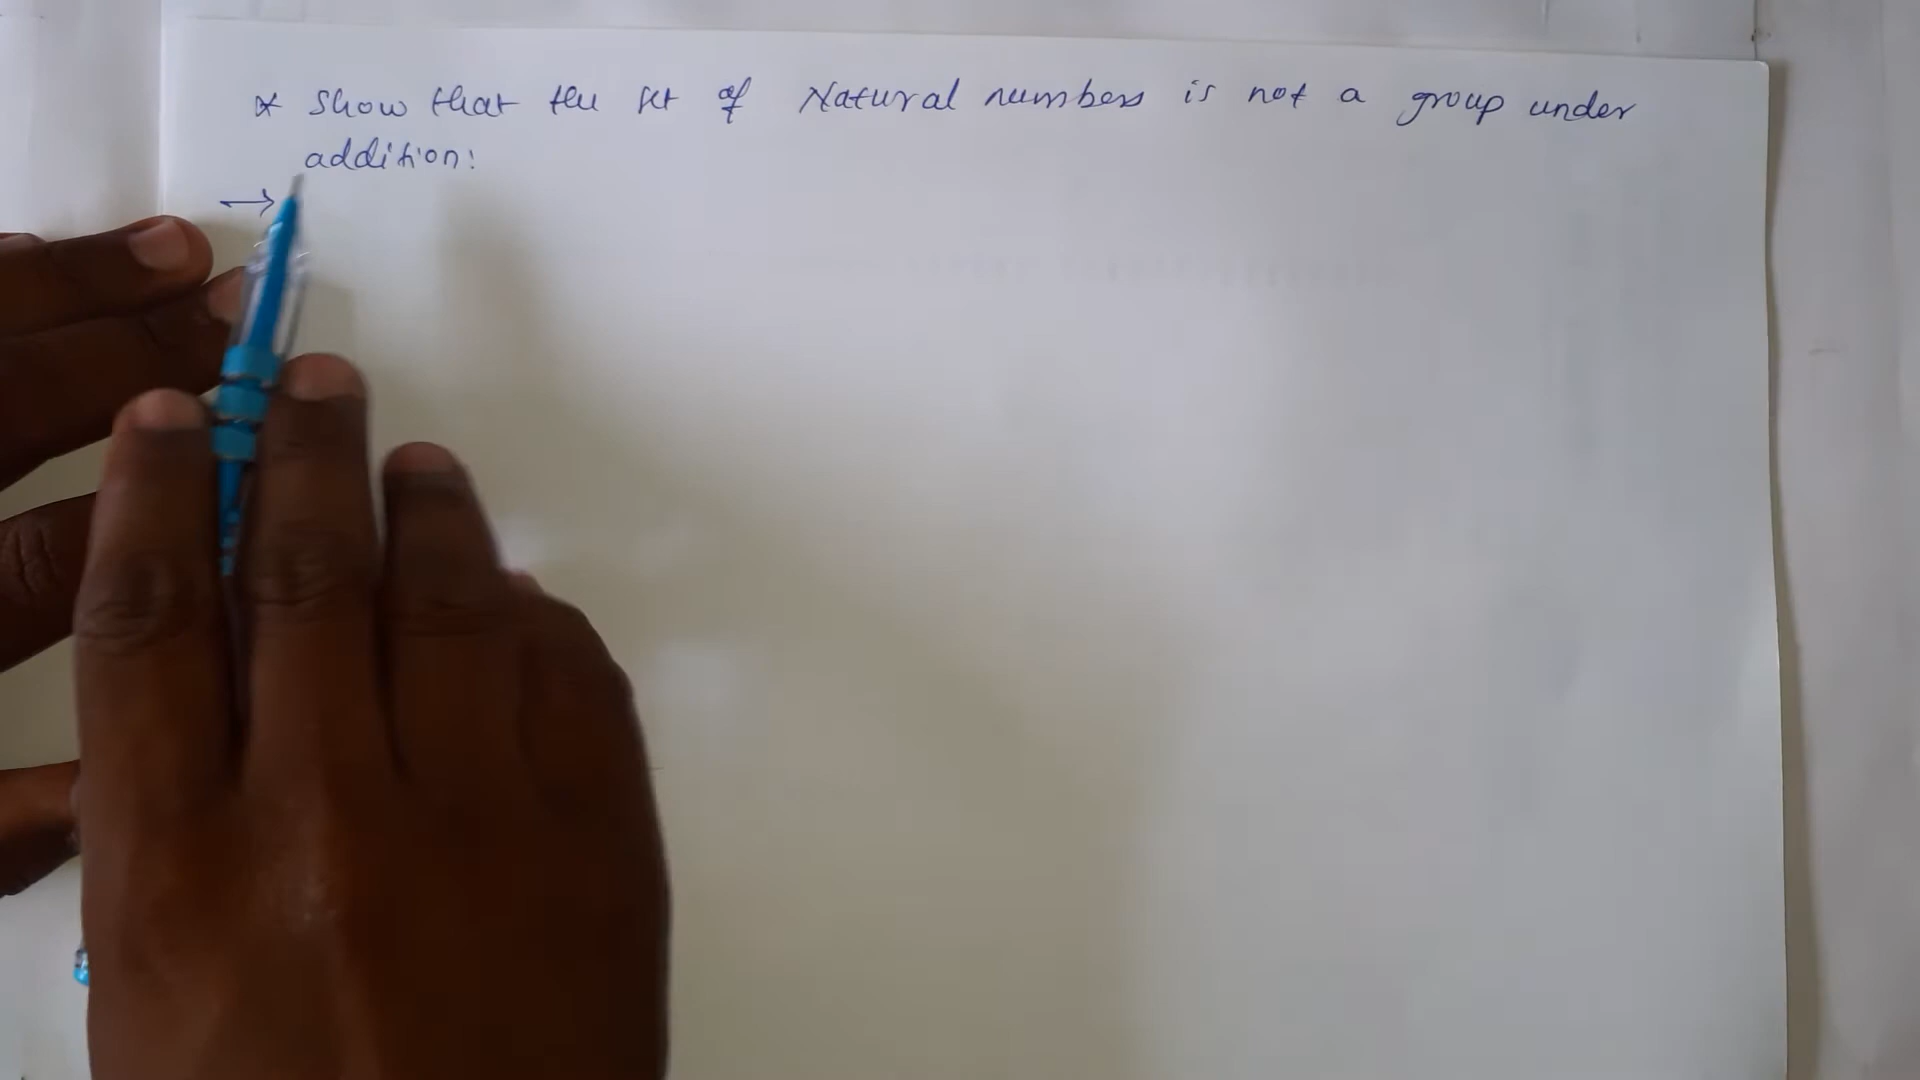 * Show that the set of Natural numbers is not a group under
addition:
→